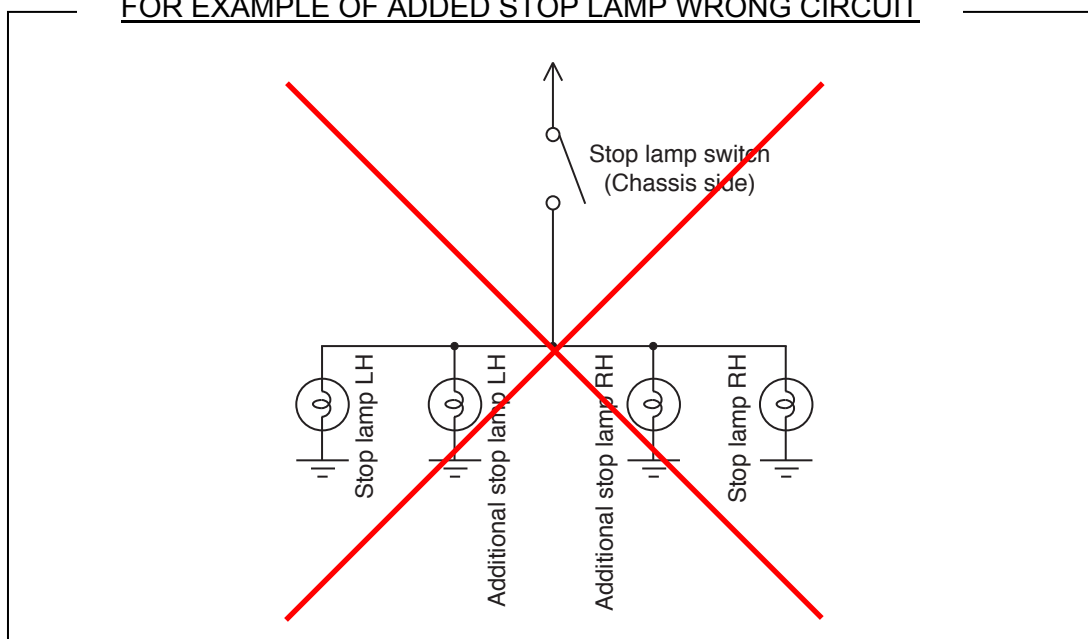 FOR EXAMPLE OF ADDED STOP LAMP WRONG CIRCUIT
Stop lamp switch
(Chassis side)
Stop lamp LH
Additional stop lamp LH
Additional stop lamp RH
Stop lamp RH